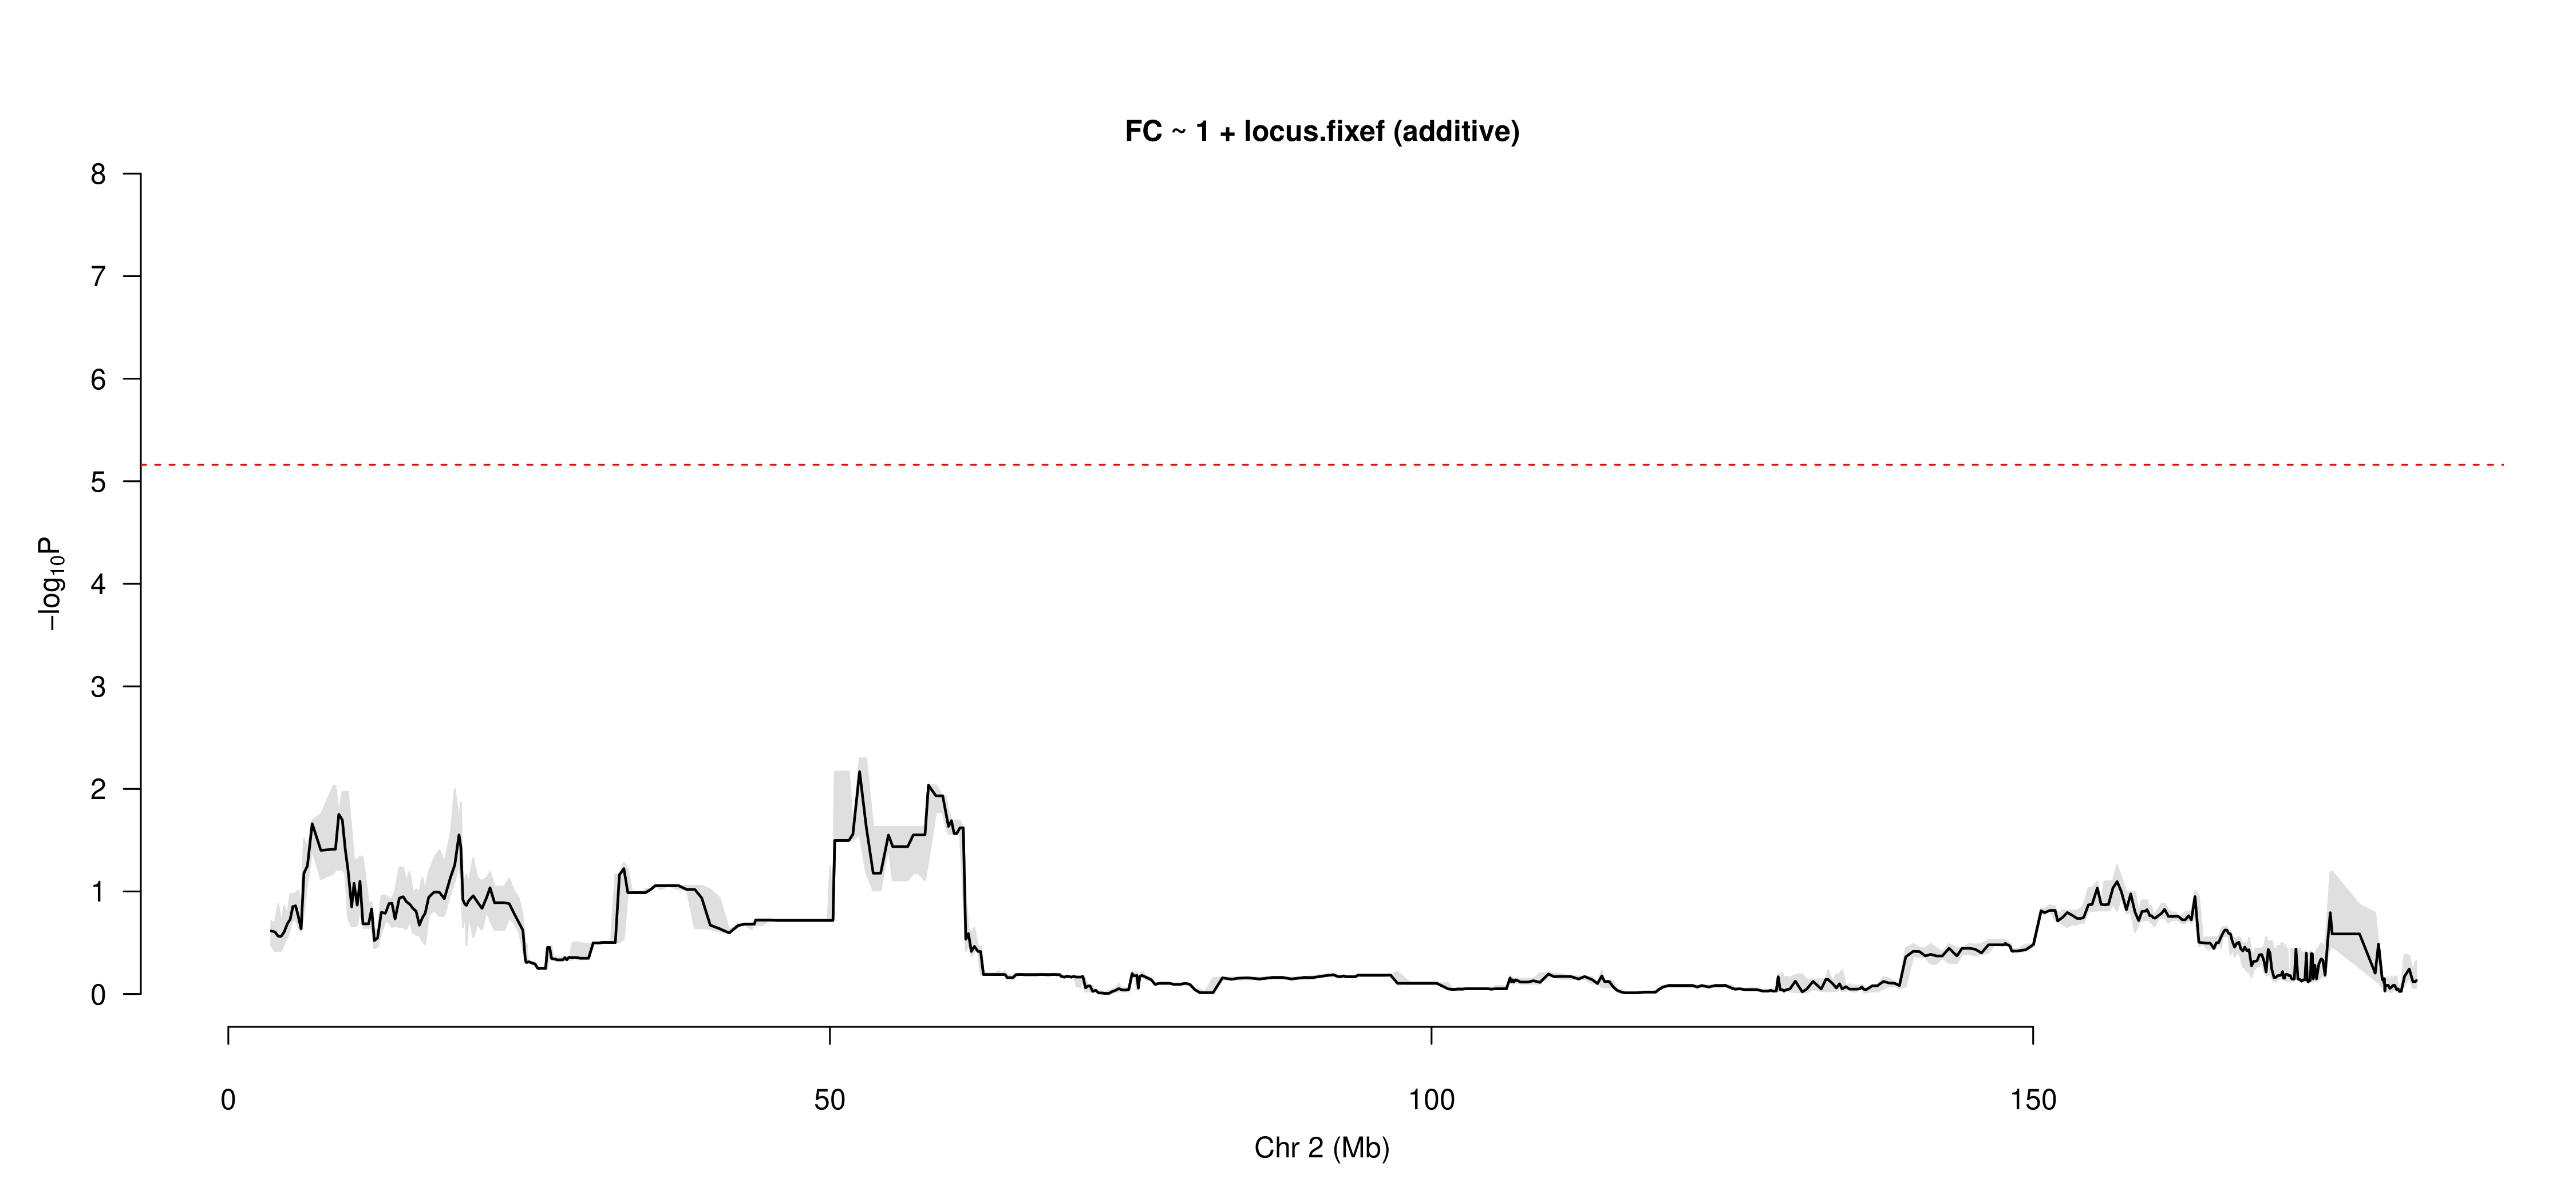 FC ~ 1 + locus.fixef (additive)
8
7
6
5
4
3
2
1
0
−log10P
0 50 100 150
Chr 2 (Mb)